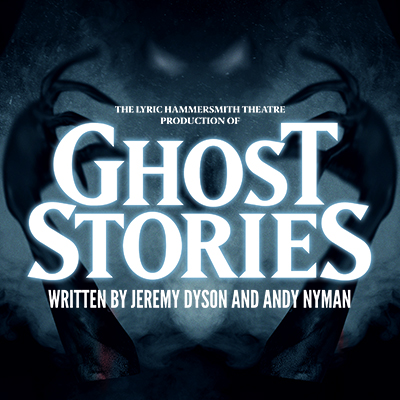 THE LYRIC HAMMERSMITH THEATRE
PRODUCTION OF
GHOST
STORIES
WRITTEN BY JEREMY DYSON AND ANDY NYMAN